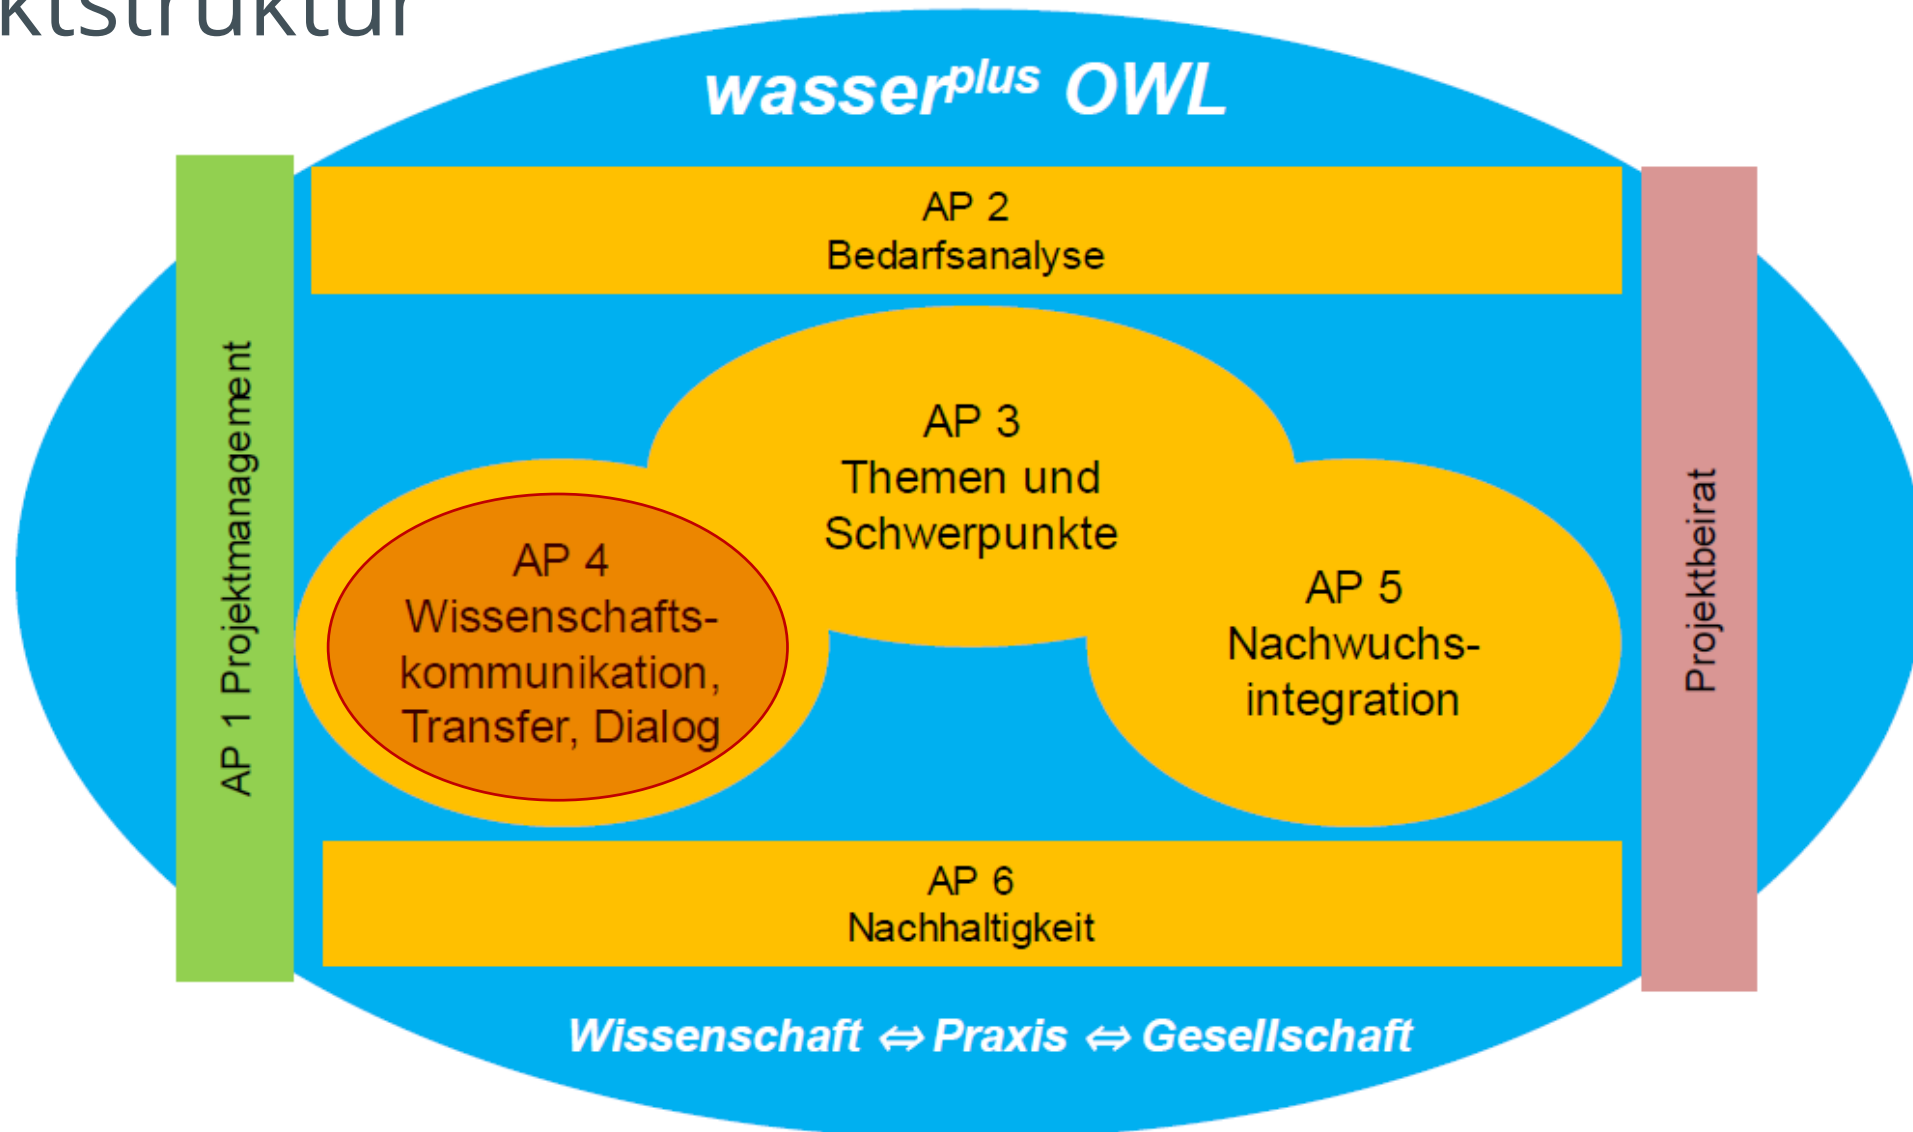 ktstruktur
wasserplus OWL
AP 2
Bedarfsanalyse
AP 1 Projektmanagement
AP 3
Themen und
Schwerpunkte
AP 4
Wissenschafts-
kommunikation,
Transfer, Dialog
AP 5
Nachwuchs-
integration
Projektbeirat
AP 6
Nachhaltigkeit
Wissenschaft ⇔ Praxis ⇔ Gesellschaft